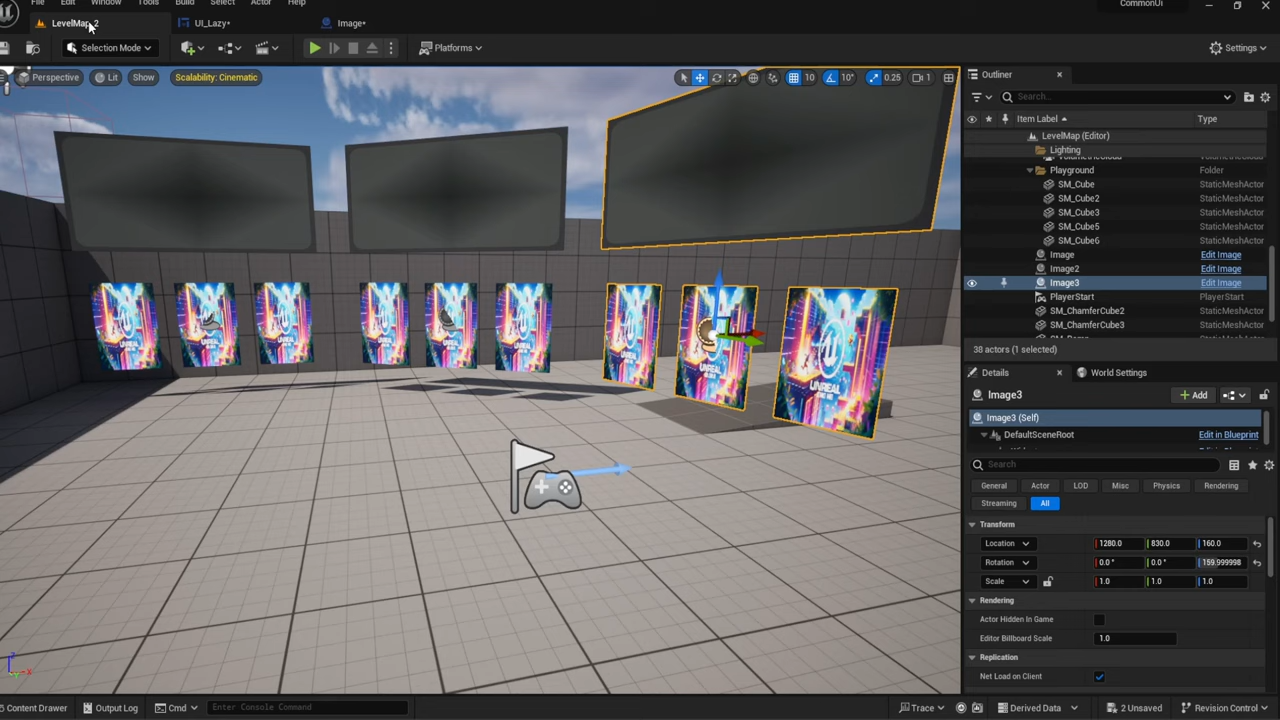 File Edit Window Tools Build Select Actor Help
CommonUi
LevelMap_2
UI_Lazy*
Image*
Selection Mode
Platforms
Settings
Perspective
Lit
Show
Scalability: Cinematic
10
10°
0.25
1
Outliner
Search...
Item Label
Type
LevelMap (Editor)
Lighting
Playground
Folder
SM_Cube
StaticMeshActor
SM_Cube2
StaticMeshActor
SM_Cube3
StaticMeshActor
SM_Cube5
StaticMeshActor
SM_Cube6
StaticMeshActor
Image
Edit Image
Image2
Edit Image
Image3
Edit Image
PlayerStart
PlayerStart
SM_ChamferCube2
StaticMeshActor
SM_ChamferCube3
StaticMeshActor
38 actors (1 selected)
Details
World Settings
Image3
Add
Image3 (Self)
DefaultSceneRoot
Edit in Blueprint
Search
General
Actor
LOD
Misc
Physics
Rendering
Streaming
All
Transform
Location
1280.0
830.0
160.0
Rotation
0.0 °
0.0 °
159.999998
Scale
1.0
1.0
1.0
Rendering
Actor Hidden In Game
Editor Billboard Scale
1.0
Replication
Net Load on Client
UNREAL
UNREAL
UNREAL
Content Drawer
Output Log
Cmd
Enter Console Command
Trace
Derived Data
2 Unsaved
Revision Control